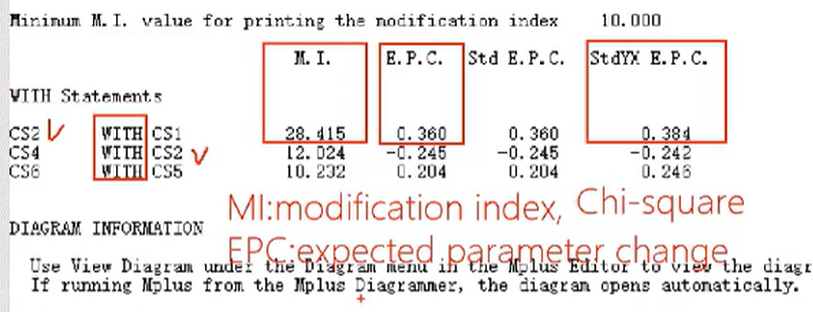 Minimum M.I. value for printing the modification index    10.000
M.I.    E.P.C.    Std E.P.C.    StdYX E.P.C.
WITH Statements
CS2    WITH CS1    28.415    0.360    0.360    0.384
CS4    WITH CS2    12.024    -0.245    -0.245    -0.242
CS6    WITH CS5    10.232    0.204    0.204    0.246
MI:modification index, Chi-square
DIAGRAM INFORMATION
EPC:expected parameter change
Use View Diagram under the Diagram menu in the Mplus Editor to view the diagr
If running Mplus from the Mplus Diagrammer, the diagram opens automatically.